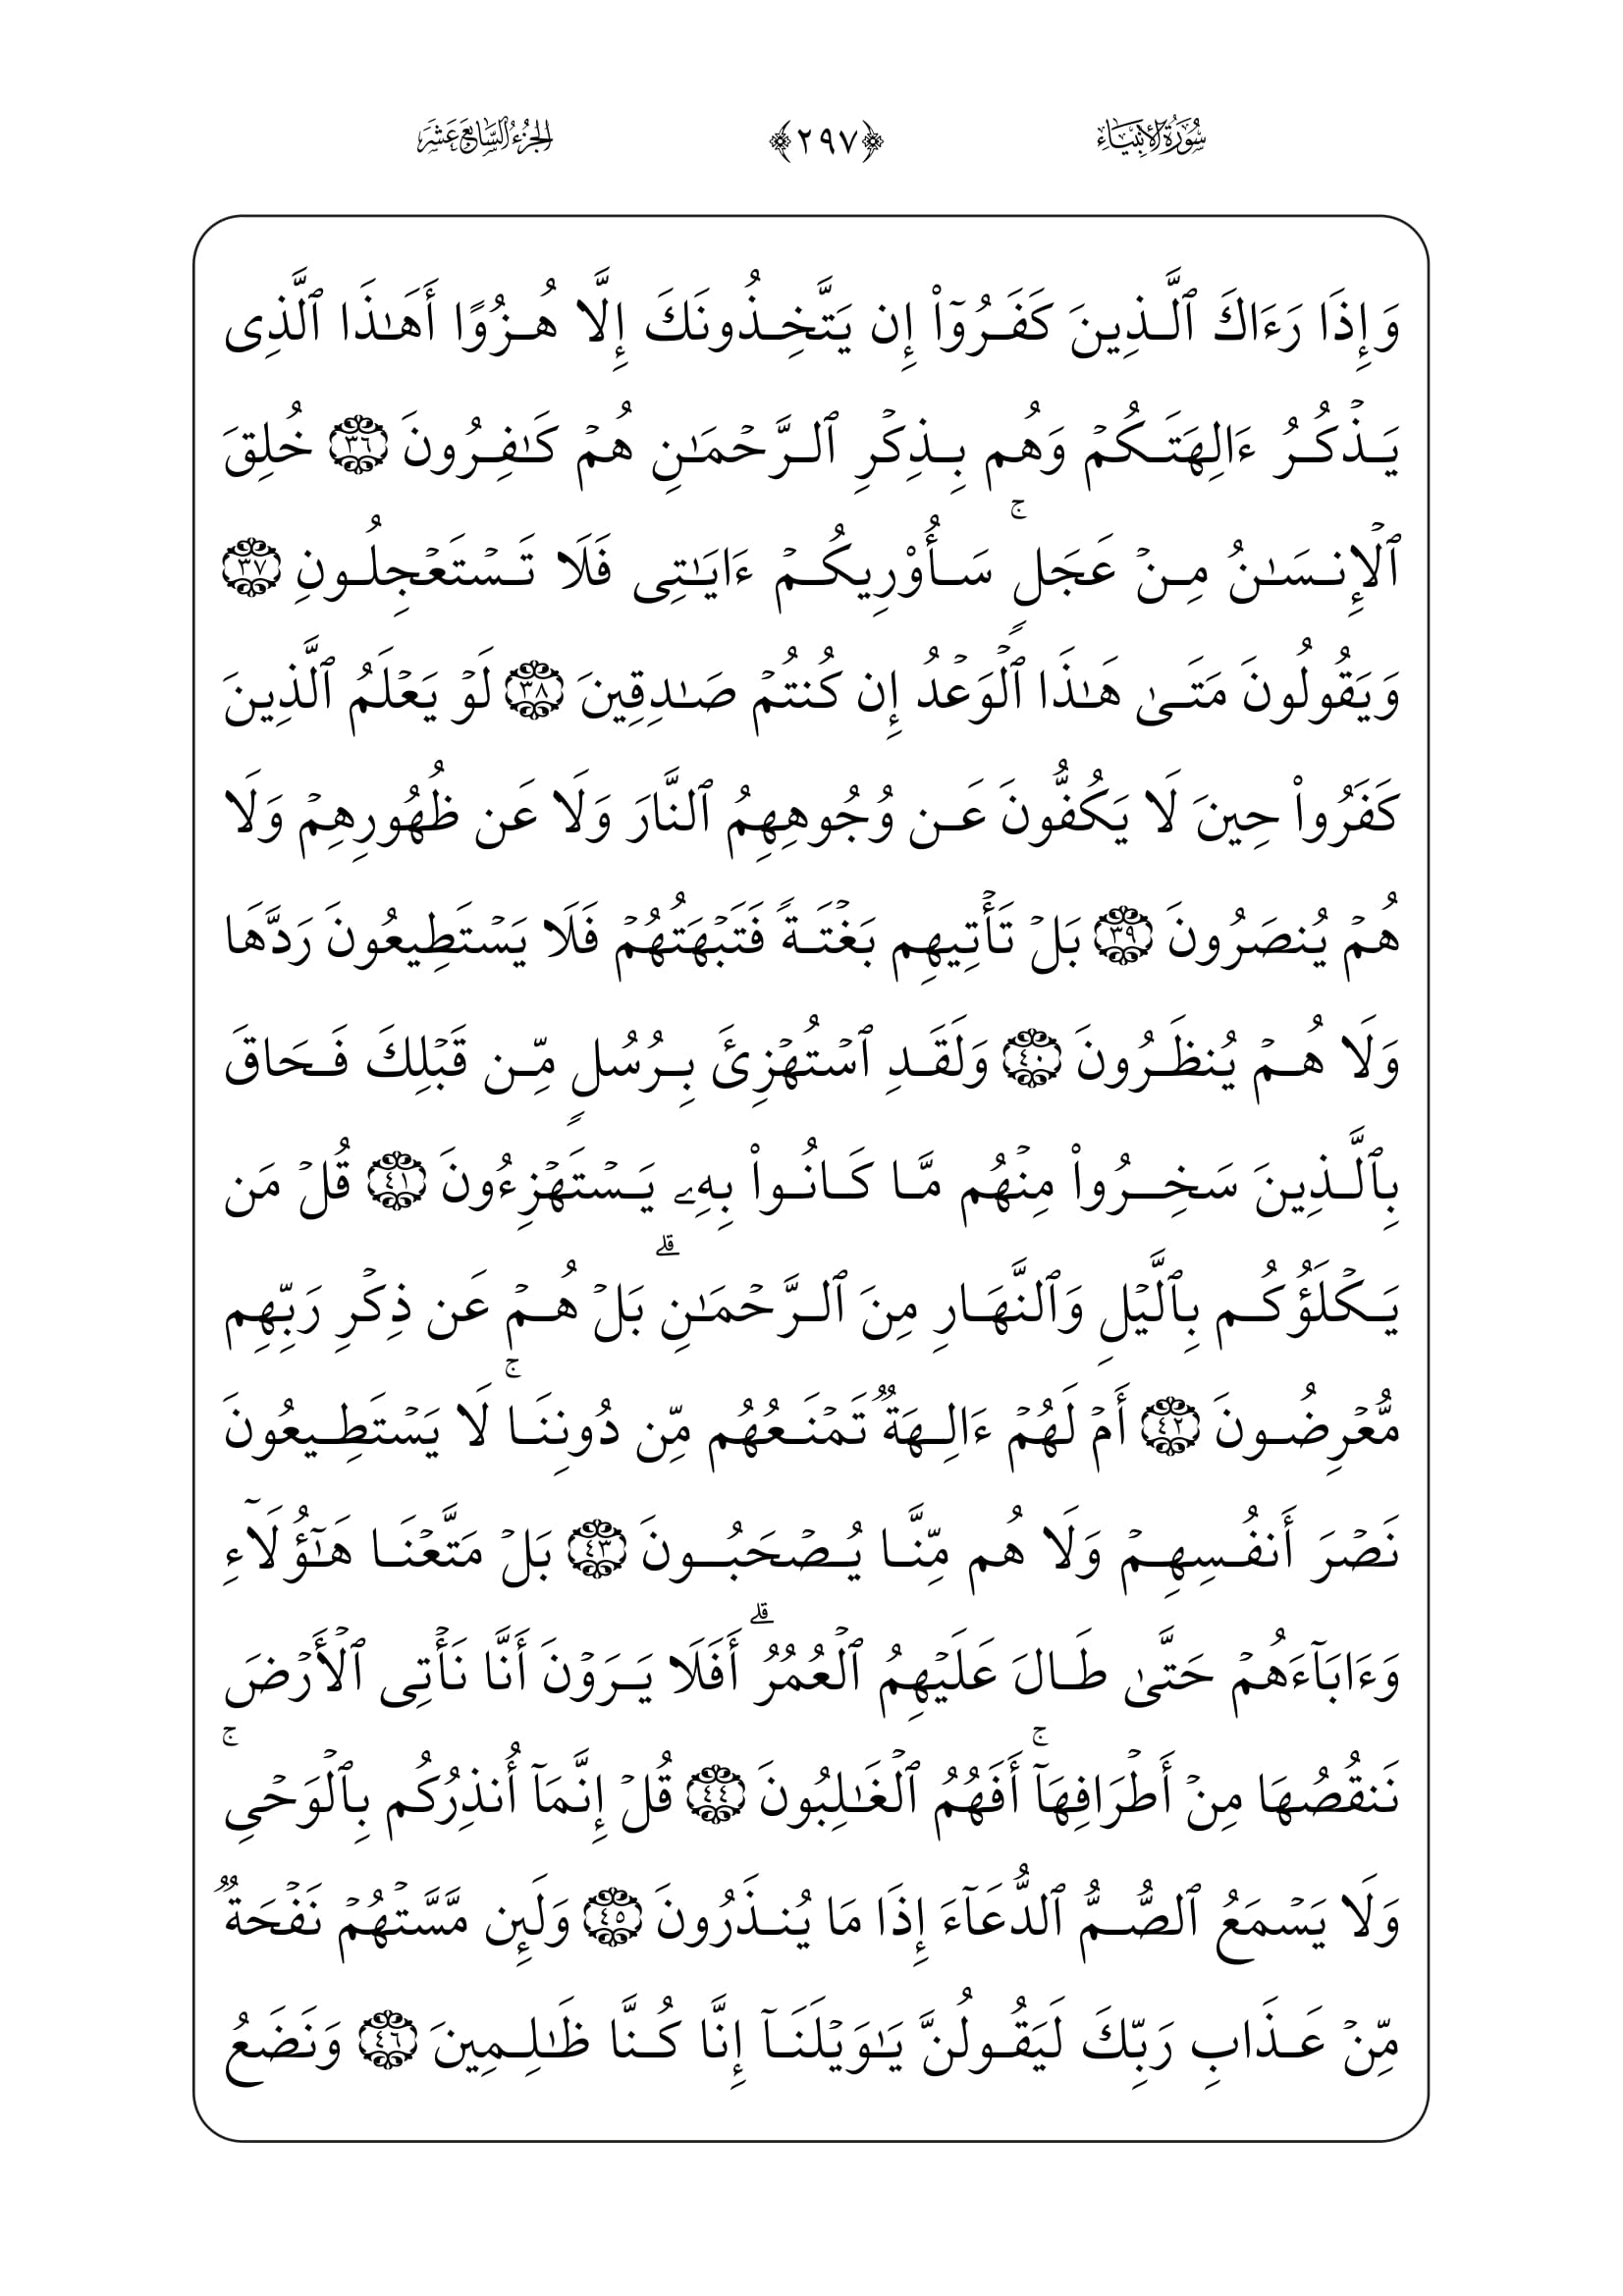 سُورَةُ الأَنبِيَاءِ ﴿٢٩٧﴾ الجُزْءُ السَّابِعَ عَشَرَ
وَإِذَا رَءَاكَ ٱلَّذِينَ كَفَرُوٓا۟ إِن يَتَّخِذُونَكَ إِلَّا هُزُوًا أَهَـٰذَا ٱلَّذِى
يَذْكُرُ ءَالِهَتَكُمْ وَهُم بِذِكْرِ ٱلرَّحْمَـٰنِ هُمْ كَـٰفِرُونَ ٣٦ خُلِقَ
ٱلْإِنسَـٰنُ مِنْ عَجَلٍ ۚ سَأُو۟رِيكُمْ ءَايَـٰتِى فَلَا تَسْتَعْجِلُونِ ٣٧
وَيَقُولُونَ مَتَىٰ هَـٰذَا ٱلْوَعْدُ إِن كُنتُمْ صَـٰدِقِينَ ٣٨ لَوْ يَعْلَمُ ٱلَّذِينَ
كَفَرُوا۟ حِينَ لَا يَكُفُّونَ عَن وُجُوهِهِمُ ٱلنَّارَ وَلَا عَن ظُهُورِهِمْ وَلَا
هُمْ يُنصَرُونَ ٣٩ بَلْ تَأْتِيهِم بَغْتَةً فَتَبْهَتُهُمْ فَلَا يَسْتَطِيعُونَ رَدَّهَا
وَلَا هُمْ يُنظَرُونَ ٤٠ وَلَقَدِ ٱسْتُهْزِئَ بِرُسُلٍ مِّن قَبْلِكَ فَحَاقَ
بِٱلَّذِينَ سَخِرُوا۟ مِنْهُم مَّا كَانُوا۟ بِهِۦ يَسْتَهْزِءُونَ ٤١ قُلْ مَن
يَكْلَؤُكُم بِٱلَّيْلِ وَٱلنَّهَارِ مِنَ ٱلرَّحْمَـٰنِ ۗ بَلْ هُمْ عَن ذِكْرِ رَبِّهِم
مُّعْرِضُونَ ٤٢ أَمْ لَهُمْ ءَالِهَةٌ تَمْنَعُهُم مِّن دُونِنَا ۚ لَا يَسْتَطِيعُونَ
نَصْرَ أَنفُسِهِمْ وَلَا هُم مِّنَّا يُصْحَبُونَ ٤٣ بَلْ مَتَّعْنَا هَـٰٓؤُلَآءِ
وَءَابَآءَهُمْ حَتَّىٰ طَالَ عَلَيْهِمُ ٱلْعُمُرُ ۗ أَفَلَا يَرَوْنَ أَنَّا نَأْتِى ٱلْأَرْضَ
نَنقُصُهَا مِنْ أَطْرَافِهَآ ۚ أَفَهُمُ ٱلْغَـٰلِبُونَ ٤٤ قُلْ إِنَّمَآ أُنذِرُكُم بِٱلْوَحْىِ ۚ
وَلَا يَسْمَعُ ٱلصُّمُّ ٱلدُّعَآءَ إِذَا مَا يُنذَرُونَ ٤٥ وَلَئِن مَّسَّتْهُمْ نَفْحَةٌ
مِّنْ عَذَابِ رَبِّكَ لَيَقُولُنَّ يَـٰوَيْلَنَآ إِنَّا كُنَّا ظَـٰلِمِينَ ٤٦ وَنَضَعُ